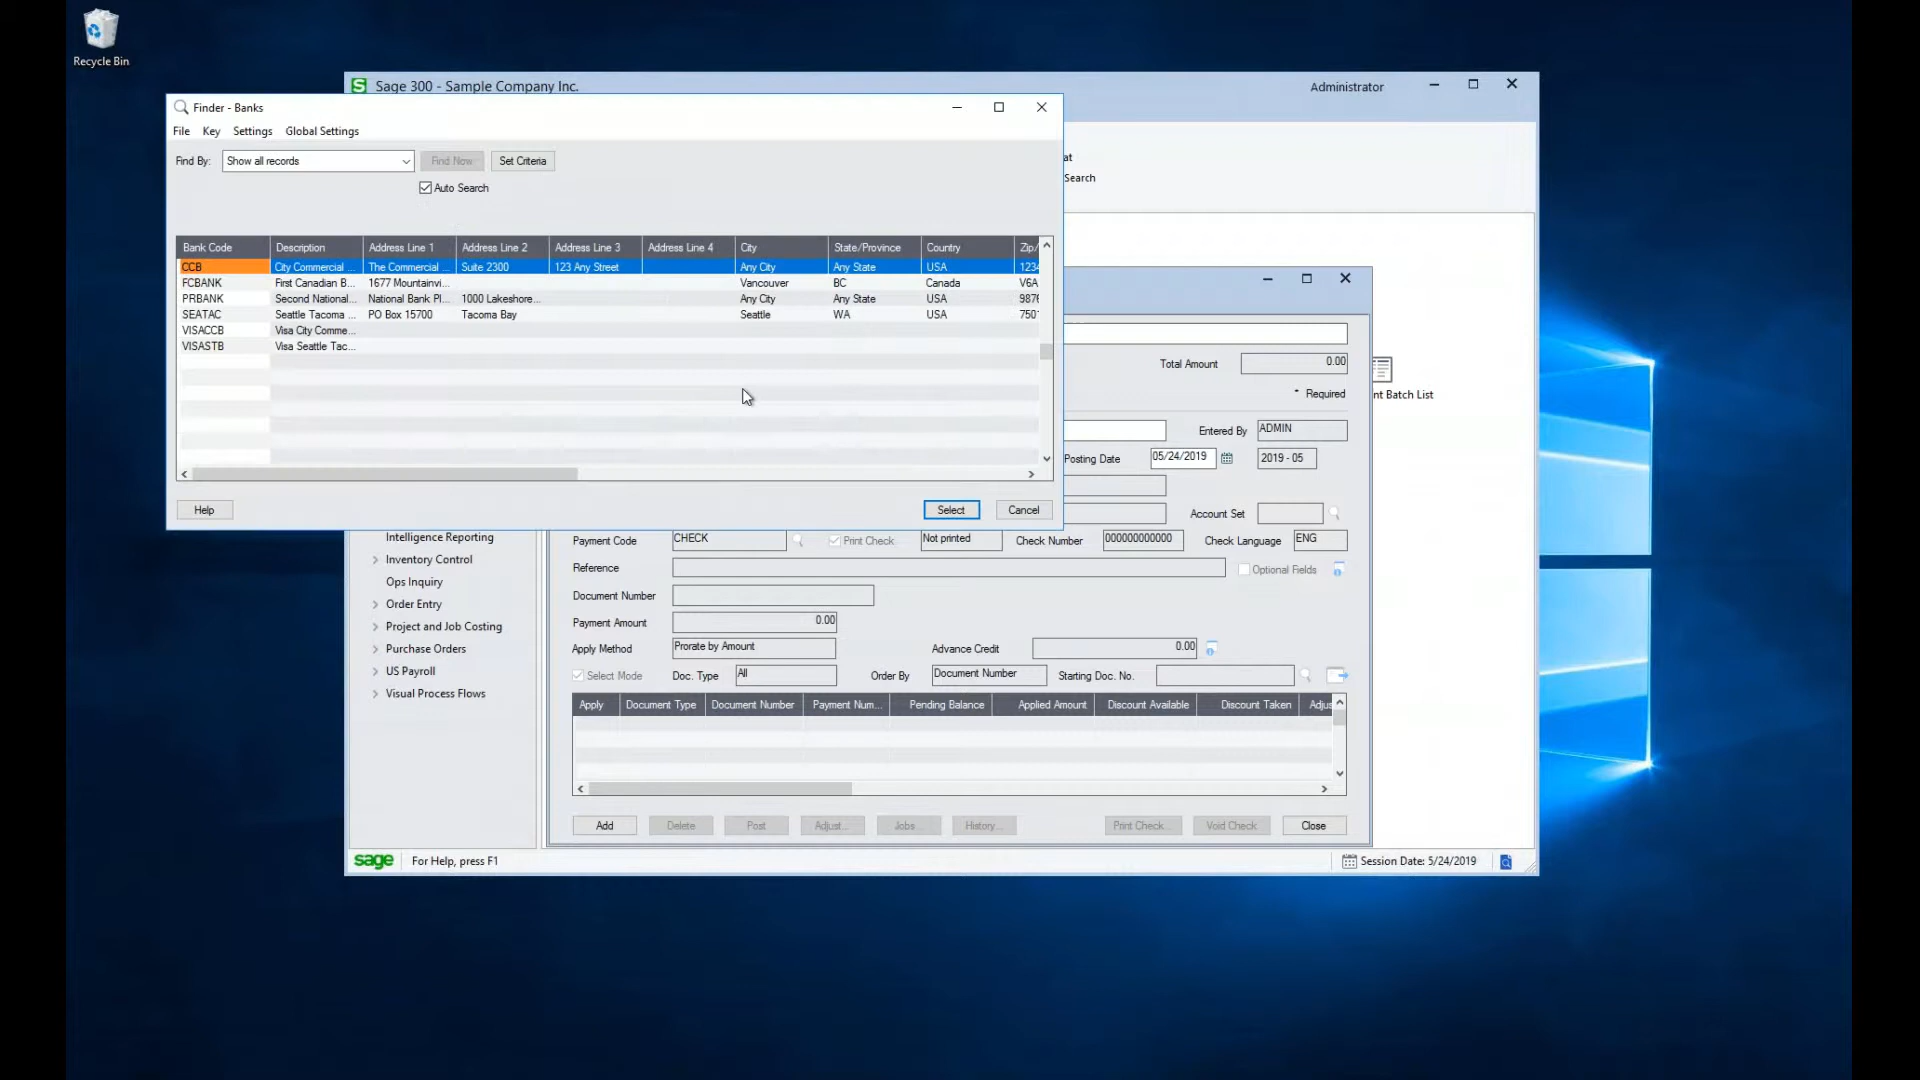 Recycle Bin
Sage 300 - Sample Company Inc.
Administrator
Finder - Banks
File Key Settings Global Settings
Find By: Show all records Find Now Set Criteria
Auto Search
at
Search
Bank Code Description Address Line 1 Address Line 2 Address Line 3 Address Line 4 City State/Province Country Zip/
CCB City Commercial ... The Commercial ... Suite 2300 123 Any Street Any City Any State USA 1234
FCBANK First Canadian B... 1677 Mountainvi... Vancouver BC Canada V6A
PRBANK Second National... National Bank Pl... 1000 Lakeshore... Any City Any State USA 9876
SEATAC Seattle Tacoma ... PO Box 15700 Tacoma Bay Seattle WA USA 750
VISACCB Visa City Comme...
VISASTB Visa Seattle Tac...
Help Select Cancel
Total Amount 0.00
* Required
nt Batch List
Entered By ADMIN
Posting Date 05/24/2019 2019 - 05
Account Set
Intelligence Reporting
Inventory Control
Ops Inquiry
Order Entry
Project and Job Costing
Purchase Orders
US Payroll
Visual Process Flows
Payment Code CHECK Print Check Not printed Check Number 000000000000 Check Language ENG
Reference Optional Fields
Document Number
Payment Amount 0.00
Apply Method Prorate by Amount Advance Credit 0.00
Select Mode Doc. Type All Order By Document Number Starting Doc. No.
Apply Document Type Document Number Payment Num... Pending Balance Applied Amount Discount Available Discount Taken Adjus
Add Delete Post Adjust... Jobs... History... Print Check... Void Check Close
sage For Help, press F1 Session Date: 5/24/2019